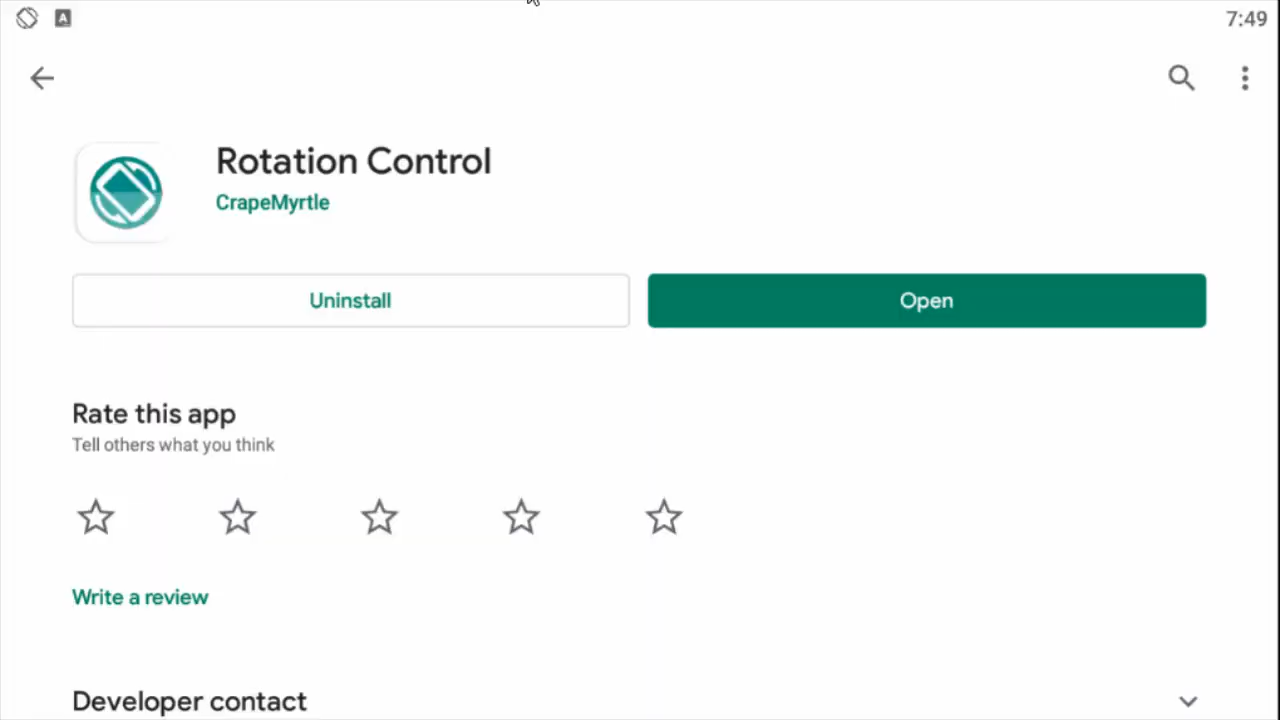 A
7:49
Rotation Control
CrapeMyrtle
Uninstall
Open
Rate this app
Tell others what you think
Write a review
Developer contact